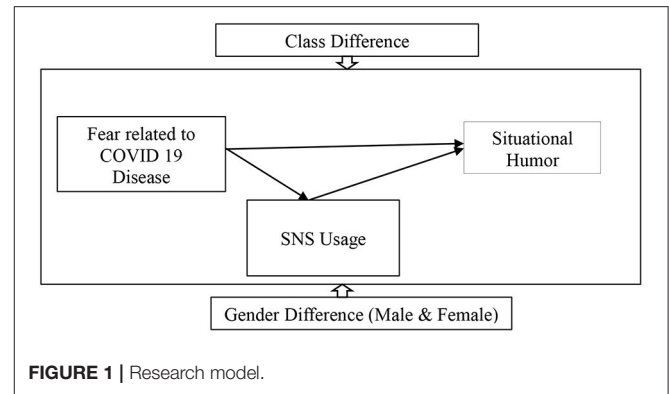 Class Difference
Fear related to
COVID 19
Disease
Situational
Humor
SNS Usage
Gender Difference (Male & Female)
FIGURE 1 | Research model.